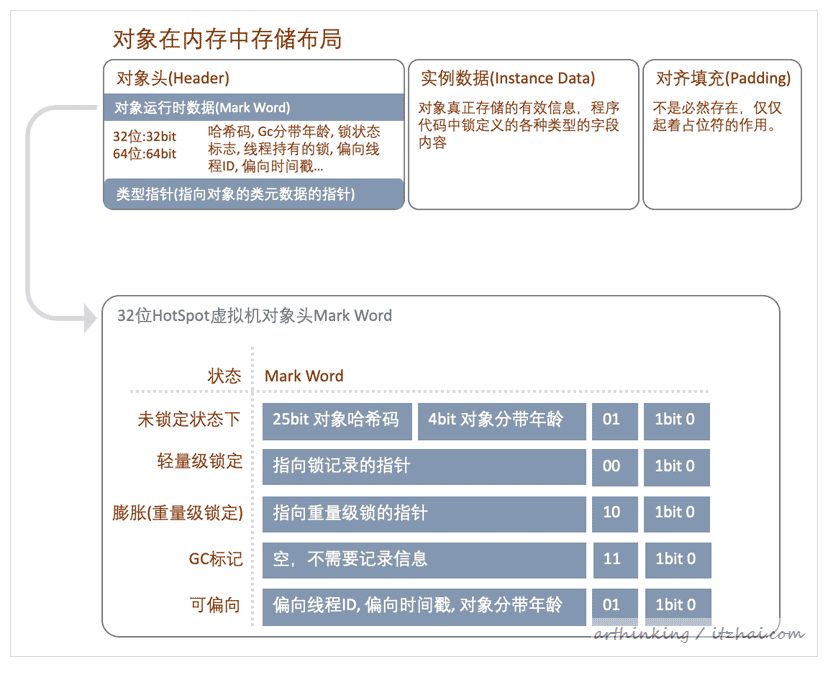 对象在内存中存储布局
对象头(Header)
对象运行时数据(Mark Word)
32位:32bit
64位:64bit
哈希码, Gc分带年龄, 锁状态
标志, 线程持有的锁, 偏向线
程ID, 偏向时间戳...
类型指针(指向对象的类元数据的指针)
实例数据(Instance Data)
对象真正存储的有效信息，程序
代码中锁定义的各种类型的字段
内容
对齐填充(Padding)
不是必然存在，仅仅
起着占位符的作用。
32位HotSpot虚拟机对象头Mark Word
状态 Mark Word
未锁定状态下 25bit 对象哈希码 4bit 对象分带年龄 01 1bit 0
轻量级锁定 指向锁记录的指针 00 1bit 0
膨胀(重量级锁定) 指向重量级锁的指针 10 1bit 0
GC标记 空，不需要记录信息 11 1bit 0
可偏向 偏向线程ID, 偏向时间戳, 对象分带年龄 01 1bit 0
arthinking / itzhai.com